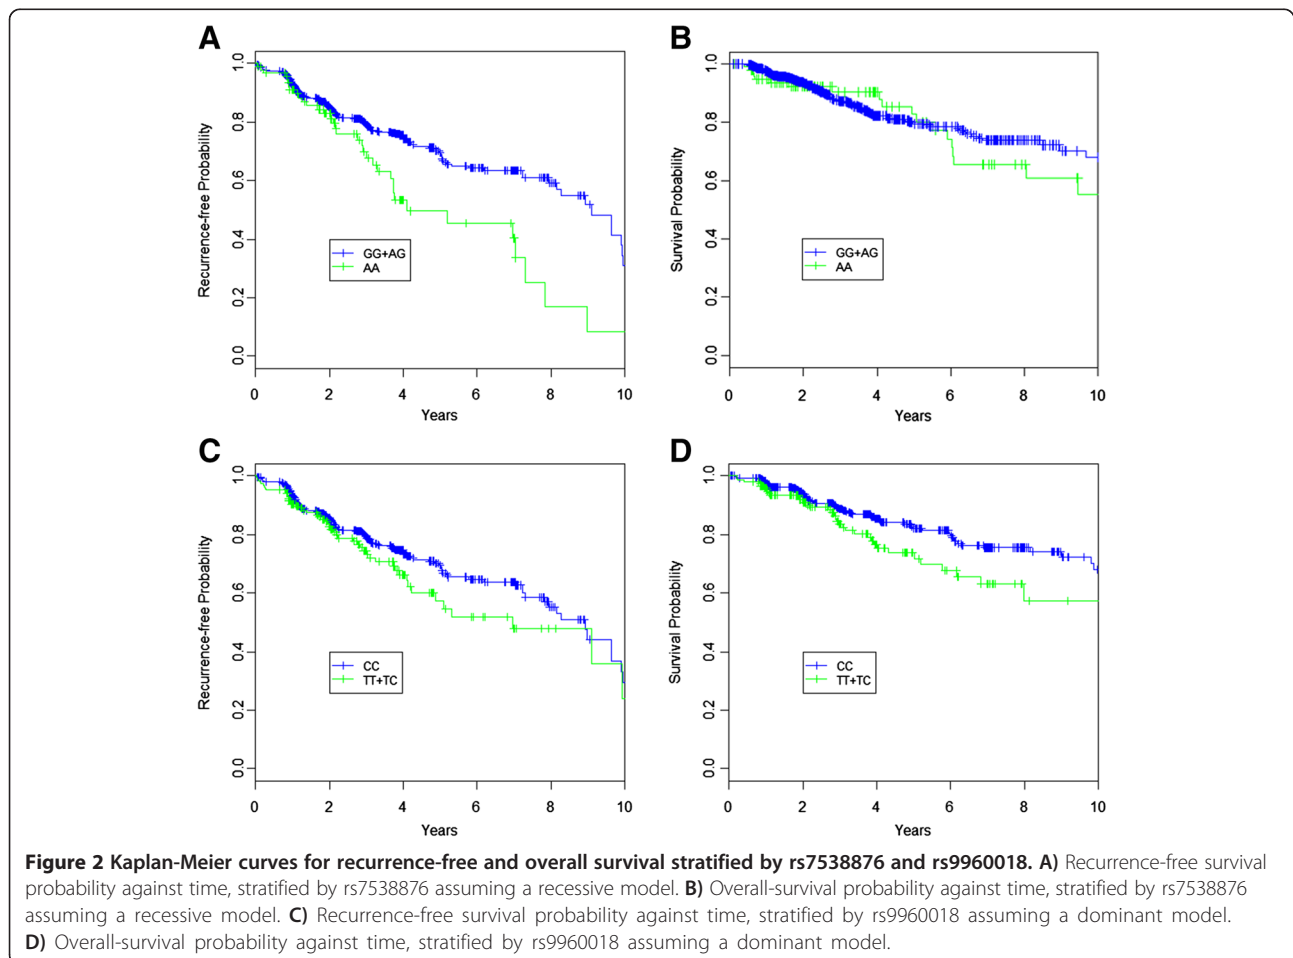 A
Recurrence-free Probability
1.0
0.8
0.6
0.4
0.2
0.0
GG+AG
AA
0 2 4 6 8 10
Years
B
Survival Probability
1.0
0.8
0.6
0.4
0.2
0.0
GG+AG
AA
0 2 4 6 8 10
Years
C
Recurrence-free Probability
1.0
0.8
0.6
0.4
0.2
0.0
CC
TT+TC
0 2 4 6 8 10
Years
D
Survival Probability
1.0
0.8
0.6
0.4
0.2
0.0
CC
TT+TC
0 2 4 6 8 10
Years
Figure 2 Kaplan-Meier curves for recurrence-free and overall survival stratified by rs7538876 and rs9960018. A) Recurrence-free survival
probability against time, stratified by rs7538876 assuming a recessive model. B) Overall-survival probability against time, stratified by rs7538876
assuming a recessive model. C) Recurrence-free survival probability against time, stratified by rs9960018 assuming a dominant model.
D) Overall-survival probability against time, stratified by rs9960018 assuming a dominant model.